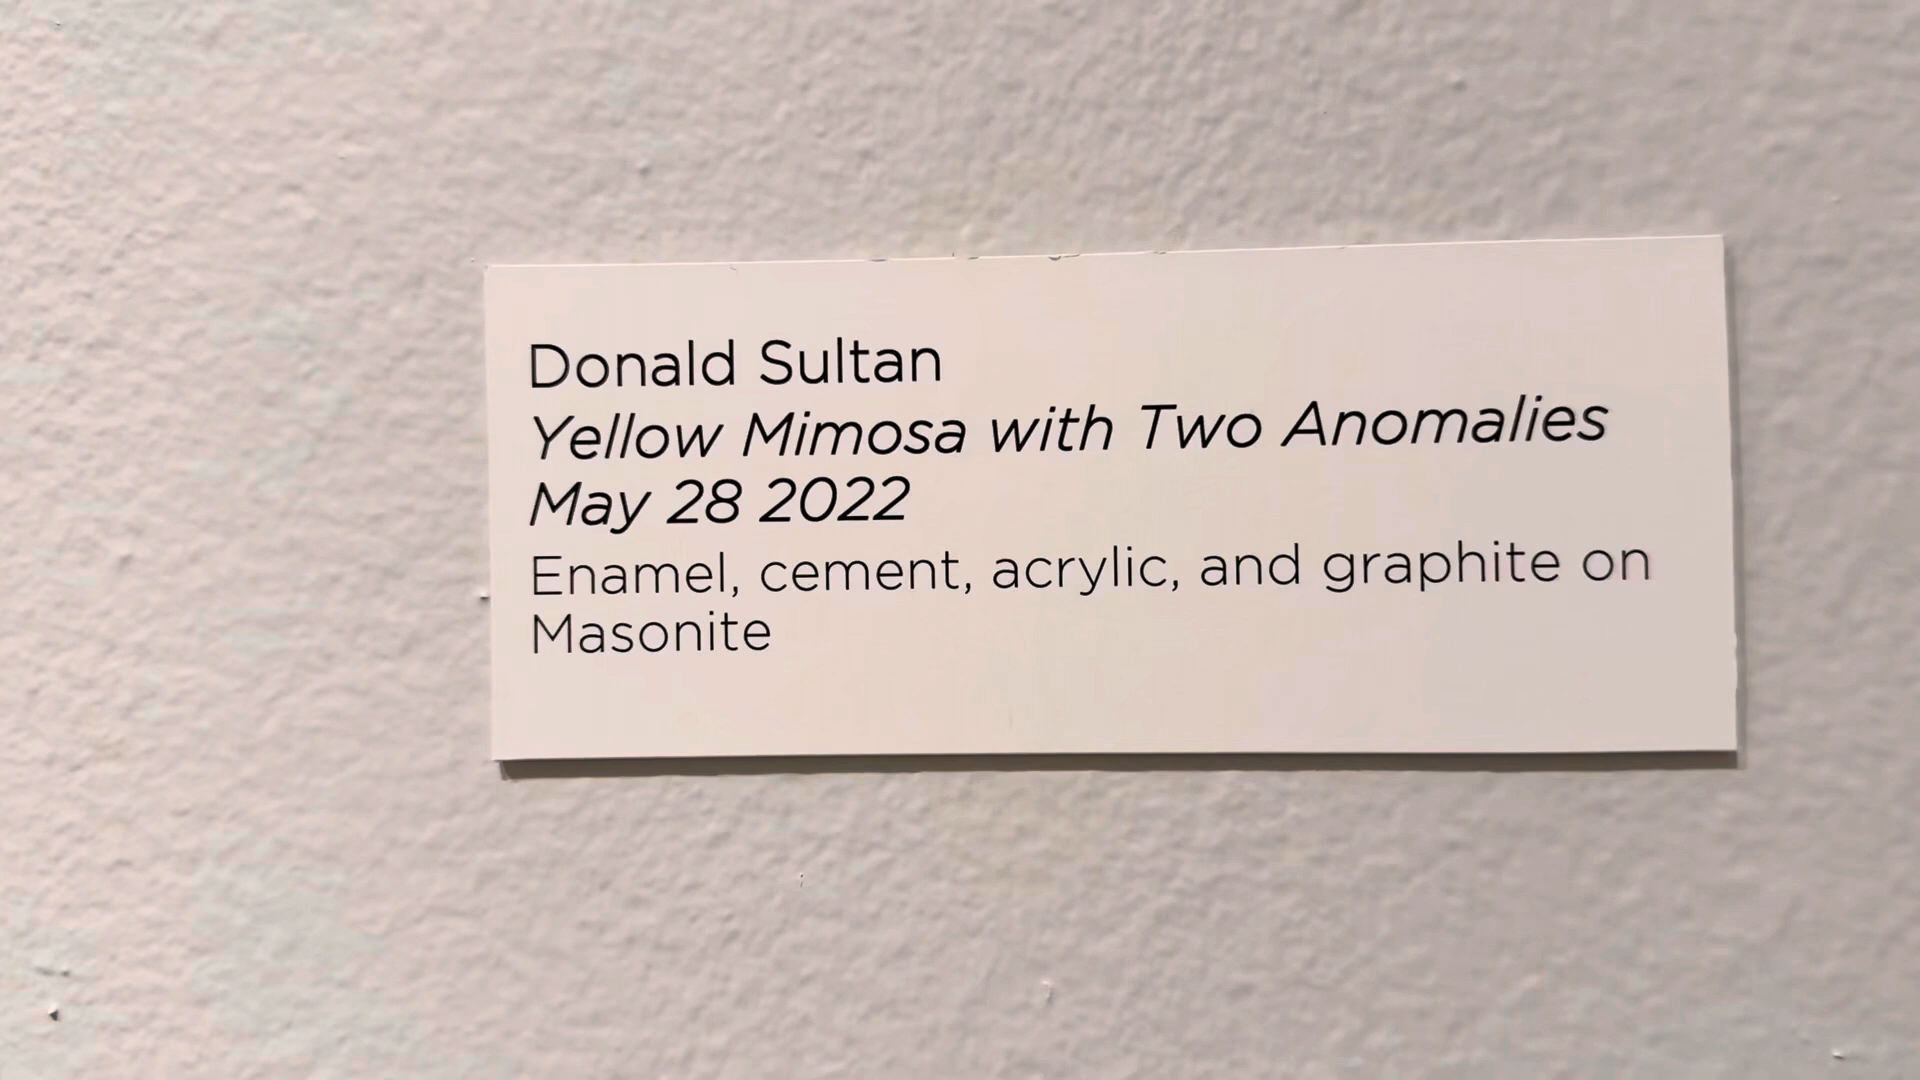 Donald Sultan
Yellow Mimosa with Two Anomalies
May 28 2022
Enamel, cement, acrylic, and graphite on
Masonite